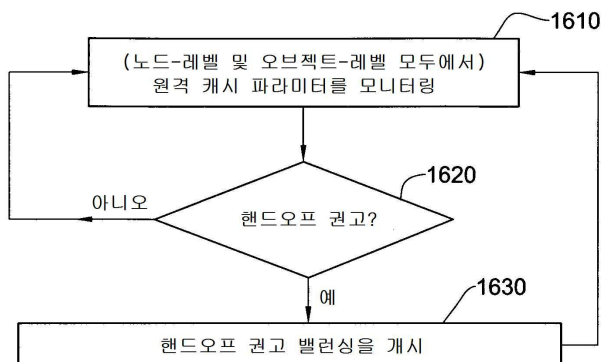 1610
(노드-레벨 및 오브젝트-레벨 모두에서)
원격 캐시 파라미터를 모니터링
1620
아니오
핸드오프 권고?
예
1630
핸드오프 권고 밸런싱을 개시